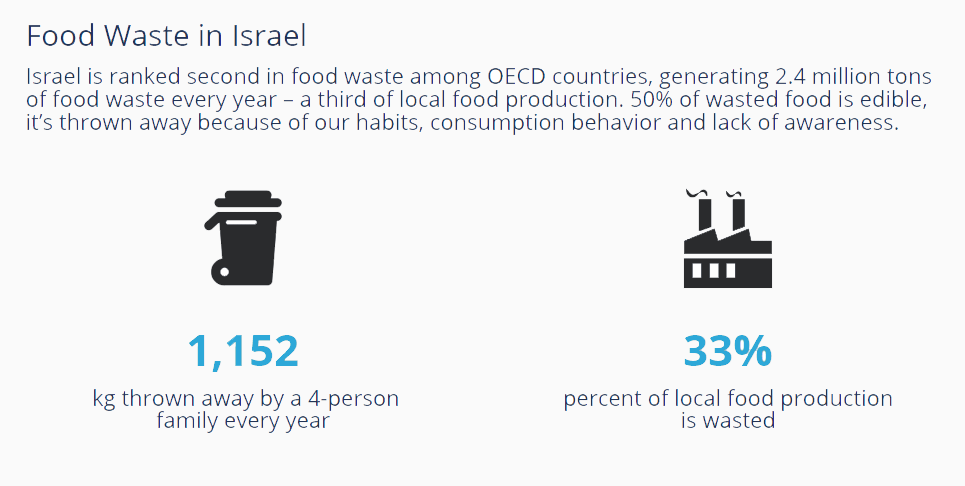 Food Waste in Israel
Israel is ranked second in food waste among OECD countries, generating 2.4 million tons
of food waste every year – a third of local food production. 50% of wasted food is edible,
it’s thrown away because of our habits, consumption behavior and lack of awareness.
1,152
kg thrown away by a 4-person
family every year
33%
percent of local food production
is wasted